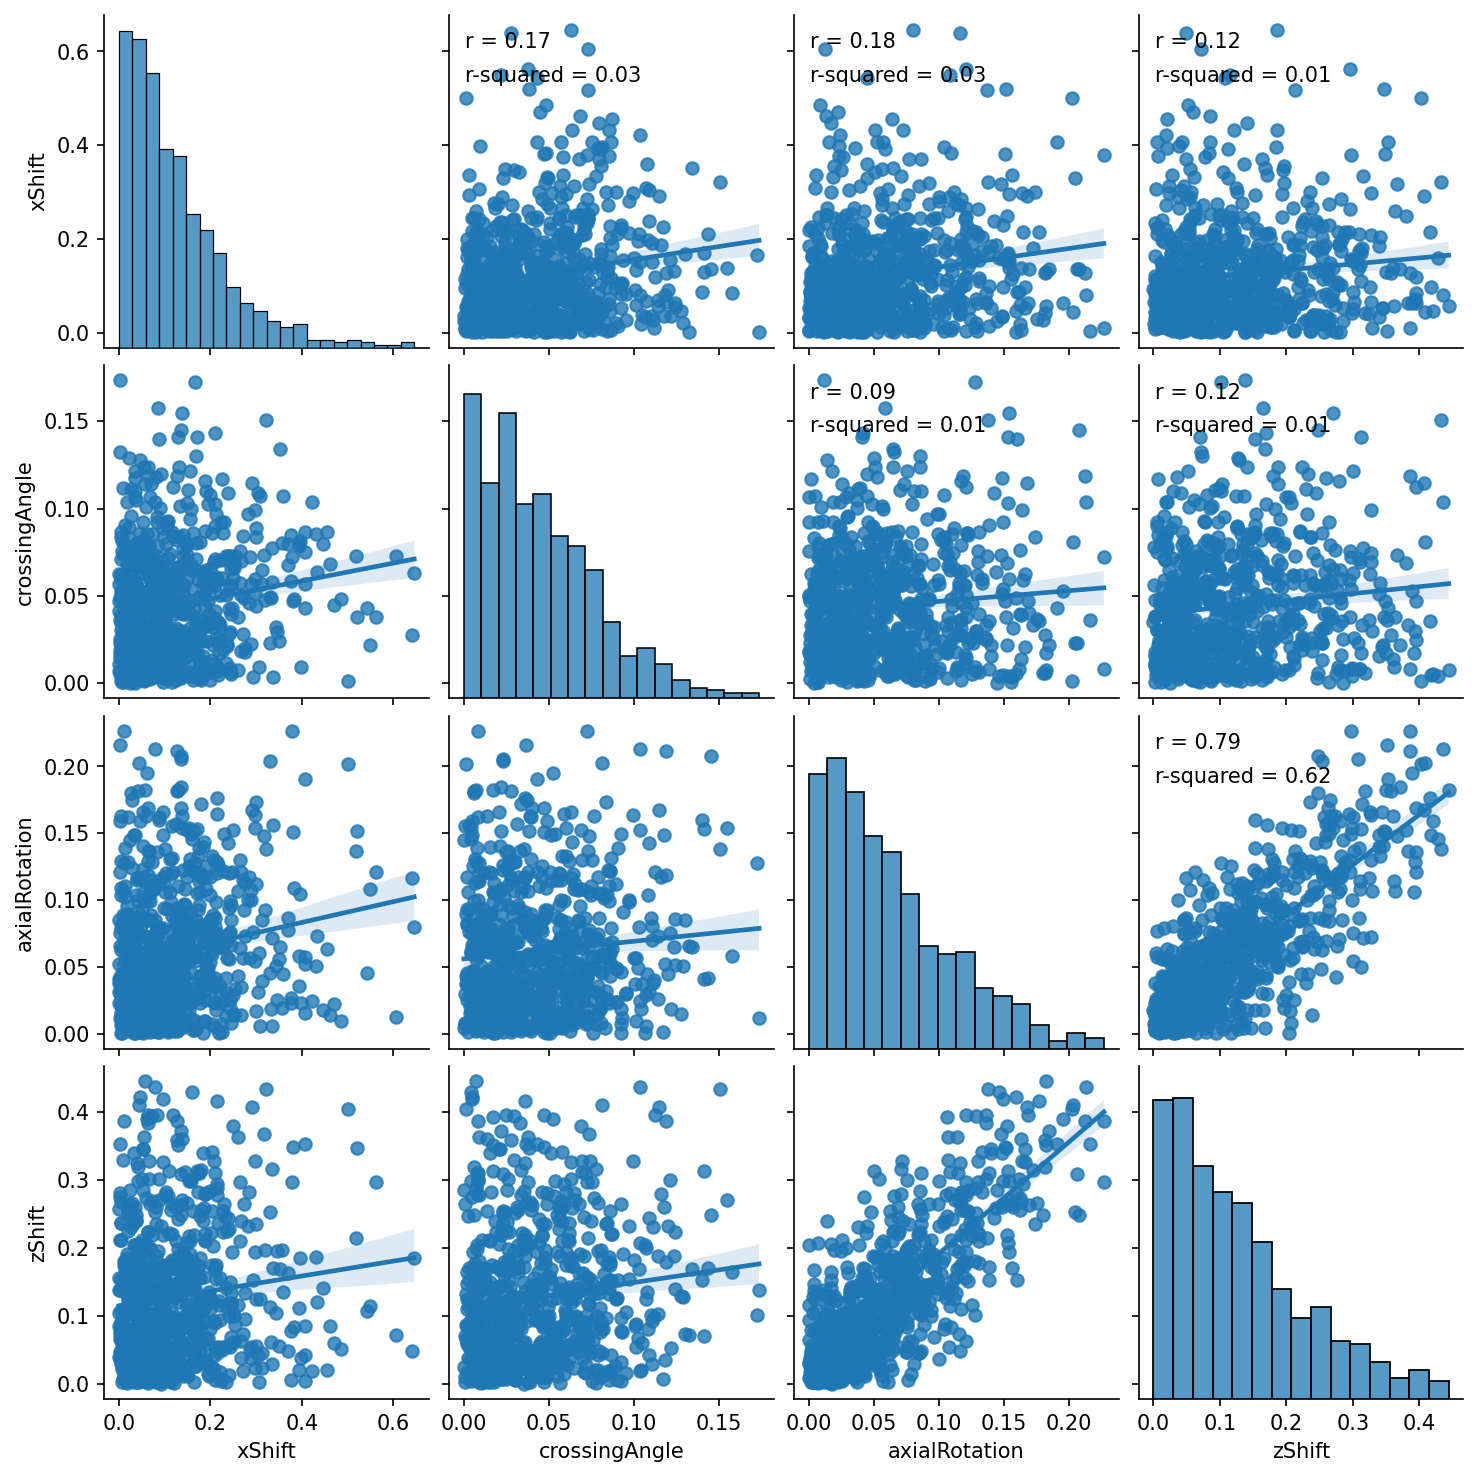 0.6
0.4
0.2
0.0
xShift
r = 0.17
r-squared = 0.03
r = 0.18
r-squared = 0.03
r = 0.12
r-squared = 0.01
0.15
0.10
0.05
0.00
crossingAngle
r = 0.09
r-squared = 0.01
r = 0.12
r-squared = 0.01
0.20
0.15
0.10
0.05
0.00
axialRotation
r = 0.79
r-squared = 0.62
0.4
0.3
0.2
0.1
0.0
zShift
0.0 0.2 0.4 0.6
xShift
0.00 0.05 0.10 0.15
crossingAngle
0.00 0.05 0.10 0.15 0.20
axialRotation
0.0 0.1 0.2 0.3 0.4
zShift